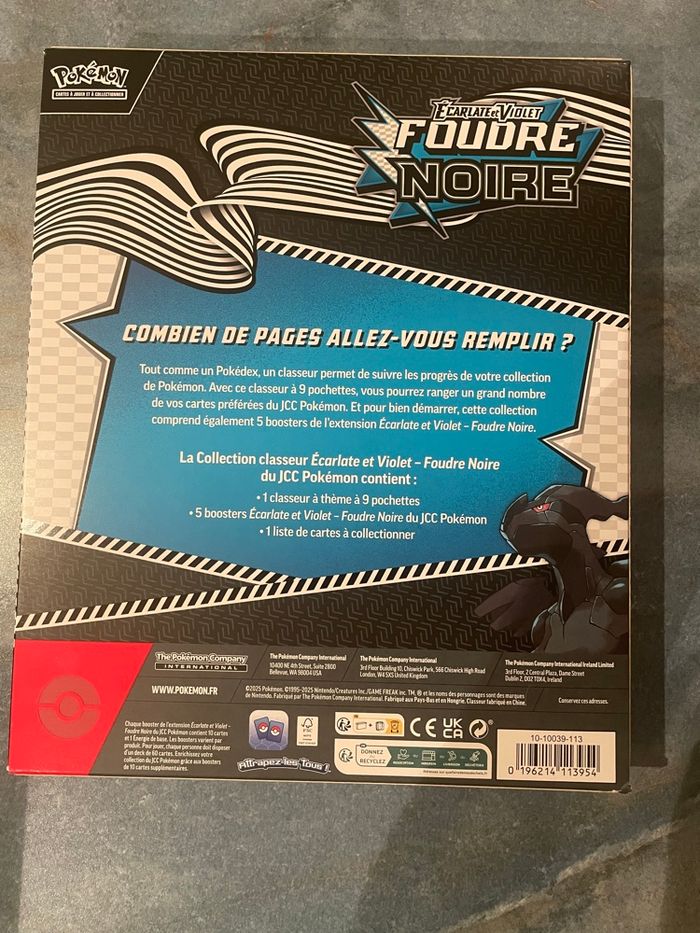 POKÉMON
CARTES À JOUER ET À COLLECTIONNER
ÉCARLATE et VIOLET
FOUDRE
NOIRE
COMBIEN DE PAGES ALLEZ-VOUS REMPLIR ?
Tout comme un Pokédex, un classeur permet de suivre les progrès de votre collection
de Pokémon. Avec ce classeur à 9 pochettes, vous pourrez ranger un grand nombre
de vos cartes préférées du JCC Pokémon. Et pour bien démarrer, cette collection
comprend également 5 boosters de l'extension Écarlate et Violet – Foudre Noire.
La Collection classeur Écarlate et Violet – Foudre Noire
du JCC Pokémon contient :
• 1 classeur à thème à 9 pochettes
• 5 boosters Écarlate et Violet – Foudre Noire du JCC Pokémon
• 1 liste de cartes à collectionner
The Pokémon Company
INTERNATIONAL
WWW.POKEMON.FR
The Pokémon Company International
10400 NE 4th Street, Suite 2800
Bellevue, WA 98004 USA
The Pokémon Company International
3rd Floor Building 10, Chiswick Park, 566 Chiswick High Road
London, W4 5XS United Kingdom
The Pokémon Company International Ireland Limited
3rd Floor, 2 Central Plaza, Dame Street
Dublin 2, D02 T0X4, Ireland
©2025 Pokémon. ©1995-2025 Nintendo/Creatures Inc./GAME FREAK inc. TM, ® et les noms des personnages sont des marques
de Nintendo. Fabriqué par The Pokémon Company International. Fabriqué aux Pays-Bas et en Hongrie. Classeur fabriqué en Chine.
Conservez ces adresses.
Chaque booster de l'extension Écarlate et Violet –
Foudre Noire du JCC Pokémon contient 10 cartes
et 1 Énergie de base. Les boosters varient par
produit. Pour jouer, chaque personne doit disposer
d'un deck de 60 cartes. Enrichissez votre
collection du JCC Pokémon grâce aux boosters
de 10 cartes supplémentaires.
FSC
Attrapez-les Tous !
FR
CE
UK
CA
DONNEZ
OU
RECYCLEZ
10-10039-113
0 196214 113954